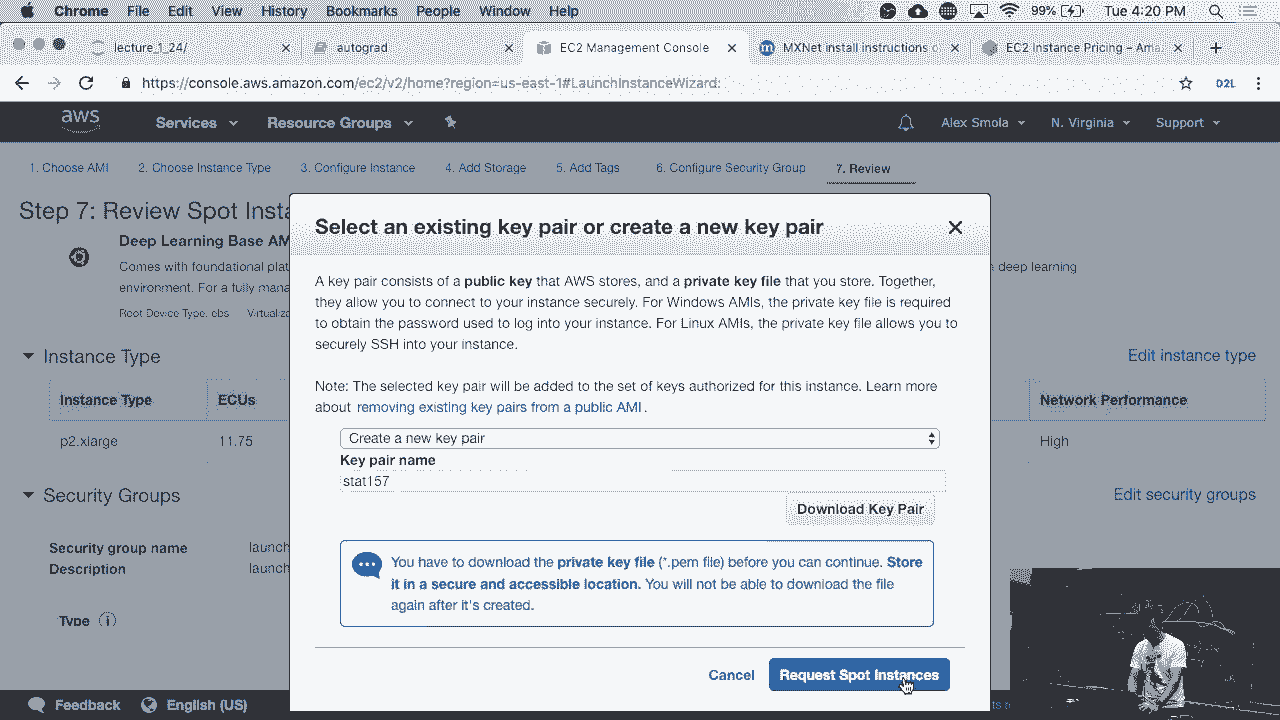 Chrome File Edit View History Bookmarks People Window Help 99% Tue 4:20 PM
lecture_1_24/ autograd EC2 Management Console MXNet install instructions EC2 Instance Pricing – Ama
https://console.aws.amazon.com/ec2/v2/home?region=us-east-1#LaunchInstanceWizard:
aws Services Resource Groups Alex Smola N. Virginia Support
1. Choose AMI 2. Choose Instance Type 3. Configure Instance 4. Add Storage 5. Add Tags 6. Configure Security Group 7. Review
Step 7: Review Spot Insta
Deep Learning Base AM
Comes with foundational plat deep learning
environment. For a fully mana
Root Device Type: ebs Virtualiz
Select an existing key pair or create a new key pair
A key pair consists of a public key that AWS stores, and a private key file that you store. Together,
they allow you to connect to your instance securely. For Windows AMIs, the private key file is required
to obtain the password used to log into your instance. For Linux AMIs, the private key file allows you to
securely SSH into your instance.
Note: The selected key pair will be added to the set of keys authorized for this instance. Learn more
about removing existing key pairs from a public AMI.
Create a new key pair
Key pair name
stat157
Download Key Pair
You have to download the private key file (*.pem file) before you can continue. Store
it in a secure and accessible location. You will not be able to download the file
again after it's created.
Cancel Request Spot Instances
Instance Type Edit instance type
Instance Type ECUs Network Performance
p2.xlarge 11.75 High
Security Groups Edit security groups
Security group name launch
Description launch
Type
Feedback English (US)